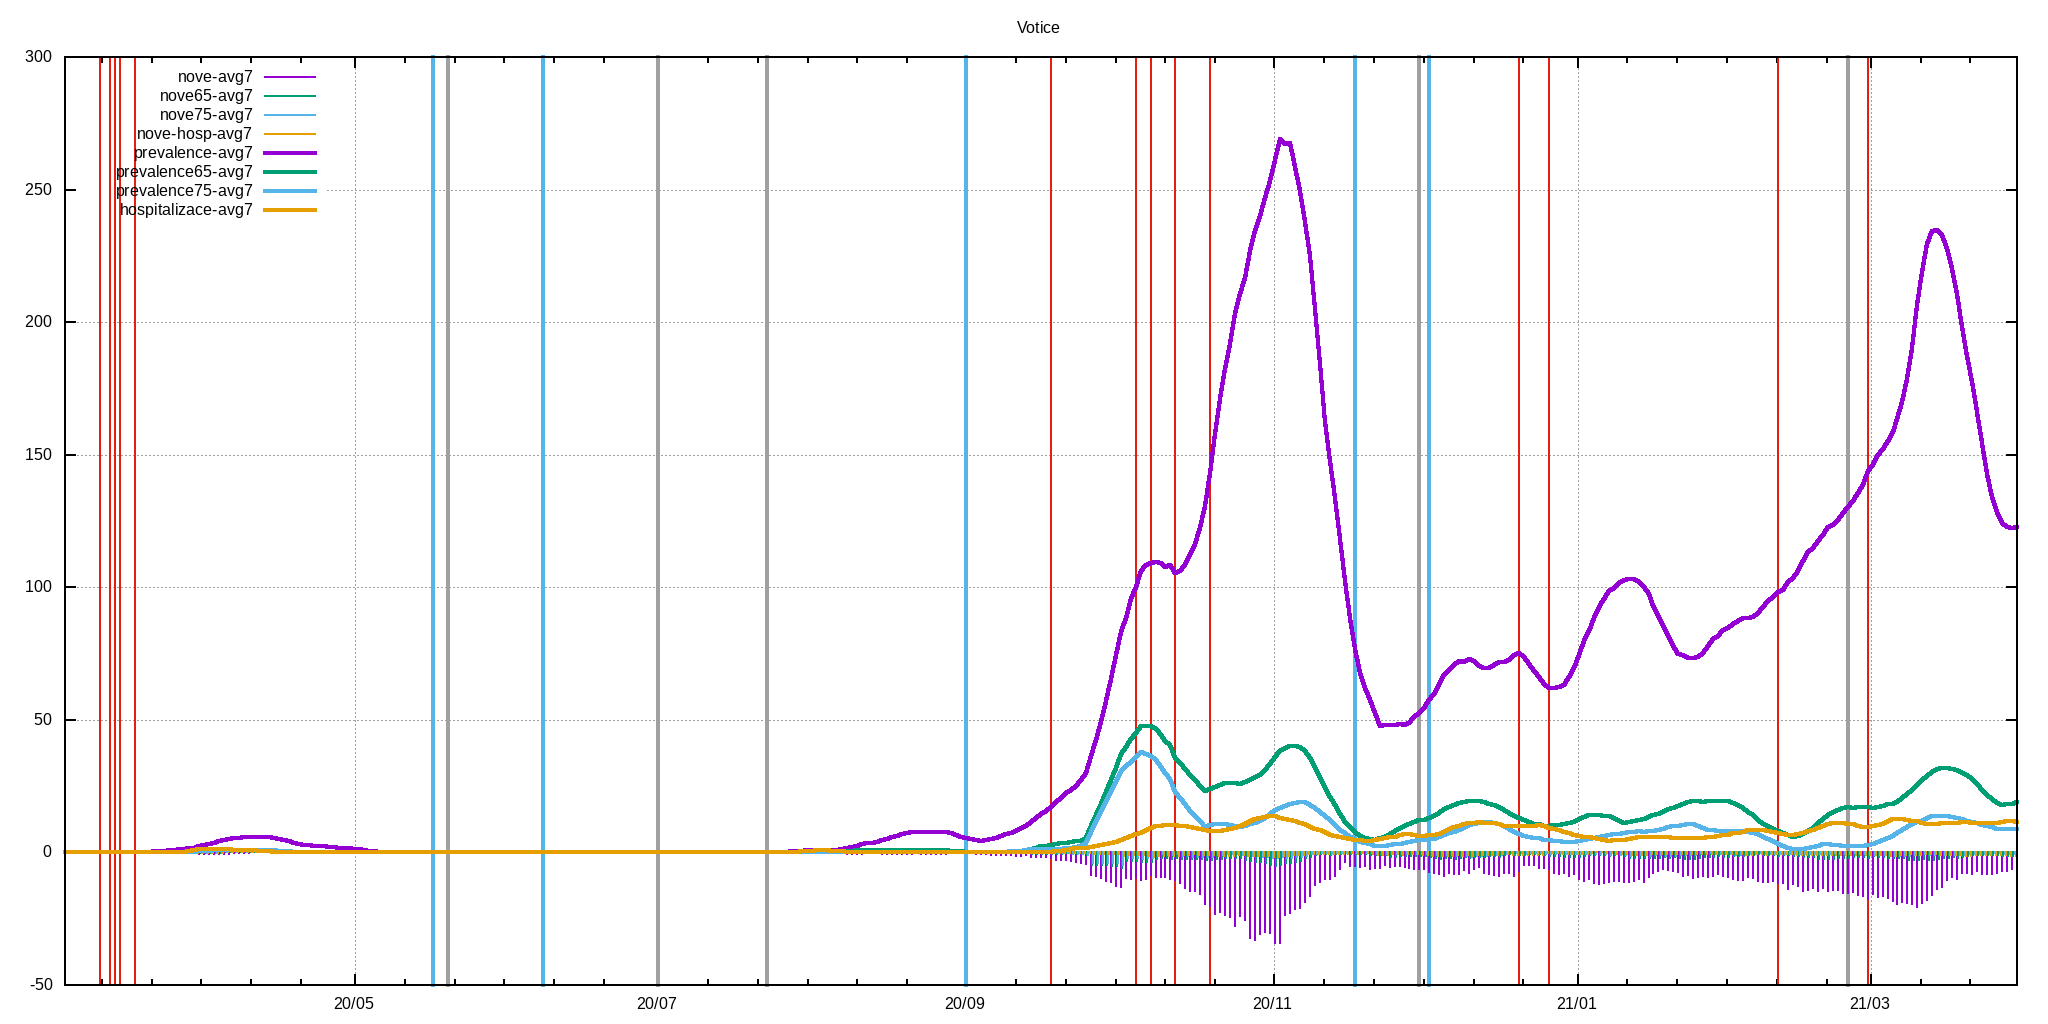 Votice
300
250
200
150
100
50
0
-50
nove-avg7
nove65-avg7
nove75-avg7
nove-hosp-avg7
prevalence-avg7
prevalence65-avg7
prevalence75-avg7
hospitalizace-avg7
20/05
20/07
20/09
20/11
21/01
21/03